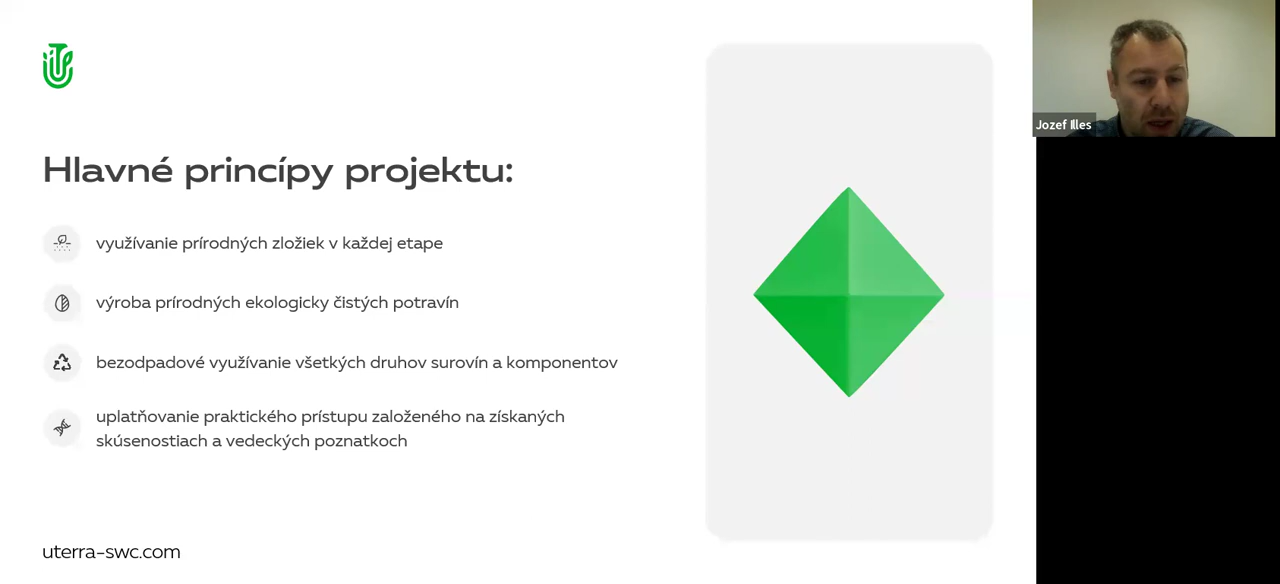 Hlavné princípy projektu:
využívanie prírodných zložiek v každej etape
výroba prírodných ekologicky čistých potravín
bezodpadové využívanie všetkých druhov surovín a komponentov
uplatňovanie praktického prístupu založeného na získaných
skúsenostiach a vedeckých poznatkoch
uterra-swc.com
Jozef Illes